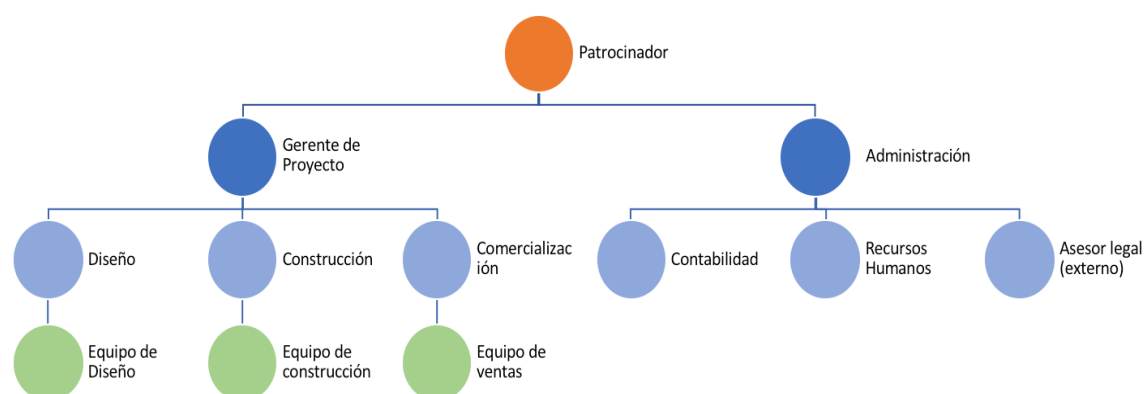 Patrocinador
Gerente de
Proyecto
Administración
Diseño
Construcción
Comercializac
ión
Contabilidad
Recursos
Humanos
Asesor legal
(externo)
Equipo de
Diseño
Equipo de
construcción
Equipo de
ventas